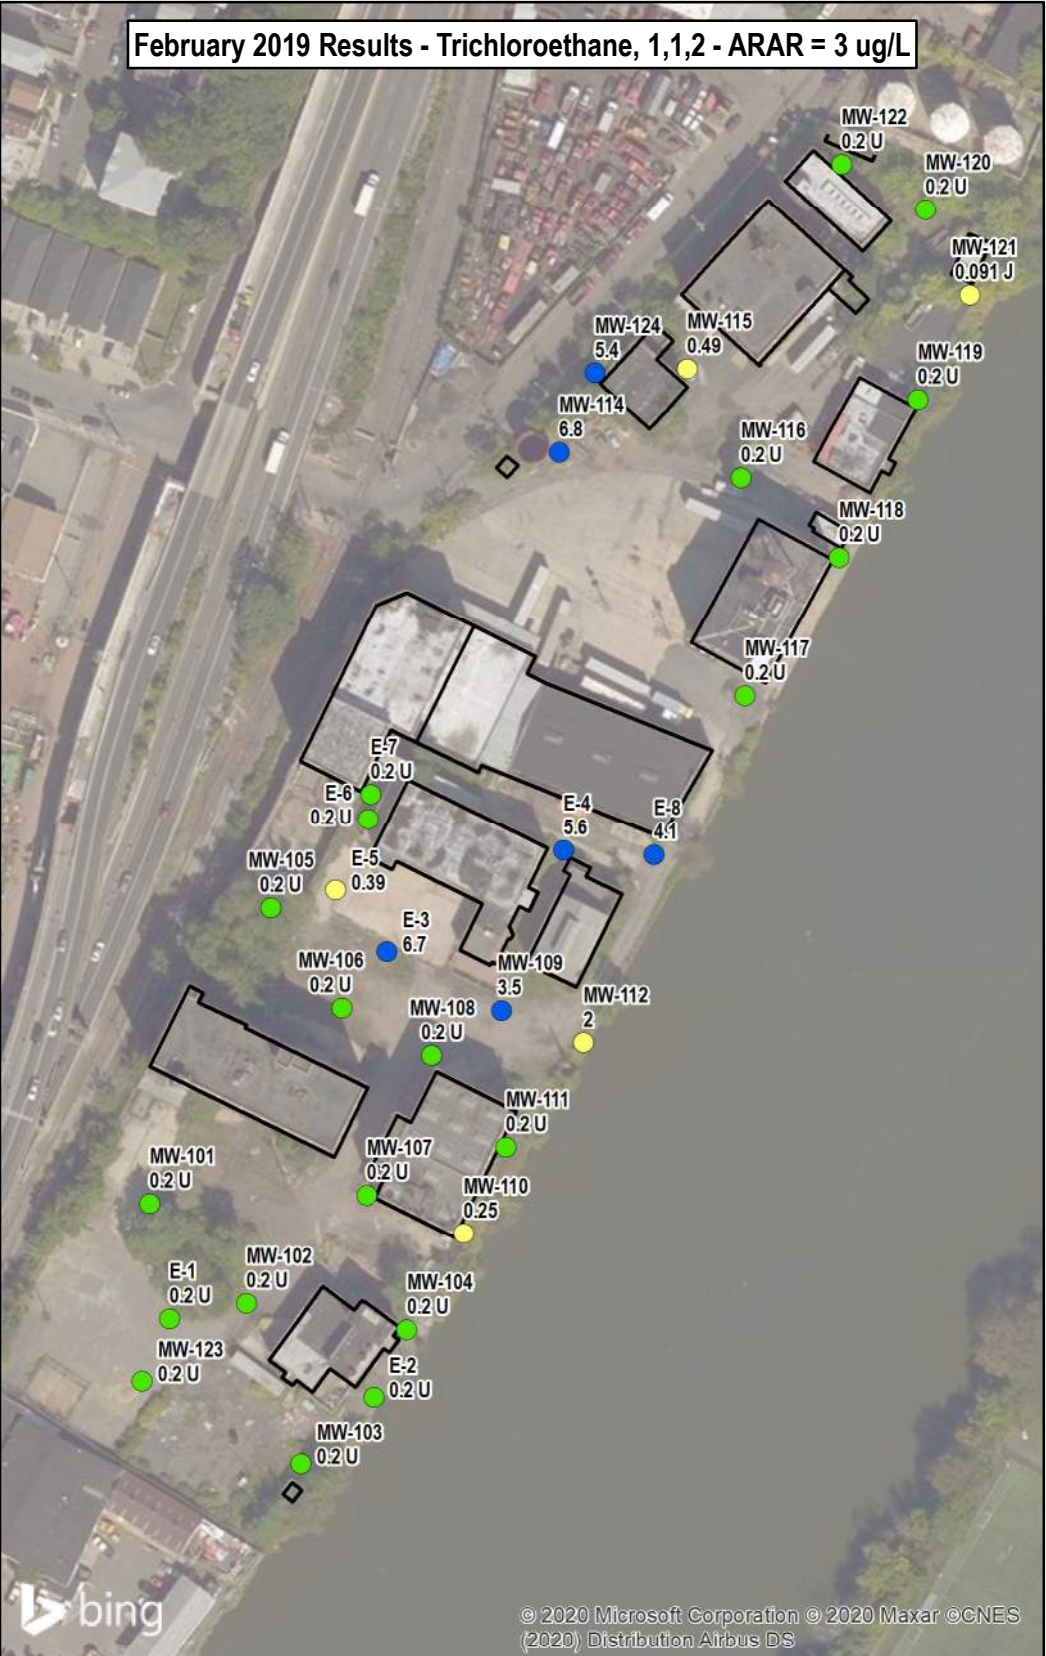 February 2019 Results - Trichloroethane, 1,1,2 - ARAR = 3 ug/L
MW-122
0.2 U
MW-120
0.2 U
MW-121
0.091 J
MW-124
5.4
MW-115
0.49
MW-119
0.2 U
MW-114
6.8
MW-116
0.2 U
MW-118
0.2 U
MW-117
0.2 U
E-7
0.2 U
E-6
0.2 U
E-4
5.6
E-8
4.1
MW-105
0.2 U
E-5
0.39
E-3
6.7
MW-106
0.2 U
MW-109
3.5
MW-108
0.2 U
MW-112
2
MW-111
0.2 U
MW-107
0.2 U
MW-101
0.2 U
MW-110
0.25
MW-102
0.2 U
E-1
0.2 U
MW-104
0.2 U
MW-123
0.2 U
E-2
0.2 U
MW-103
0.2 U
bing
© 2020 Microsoft Corporation © 2020 Maxar ©CNES
(2020) Distribution Airbus DS